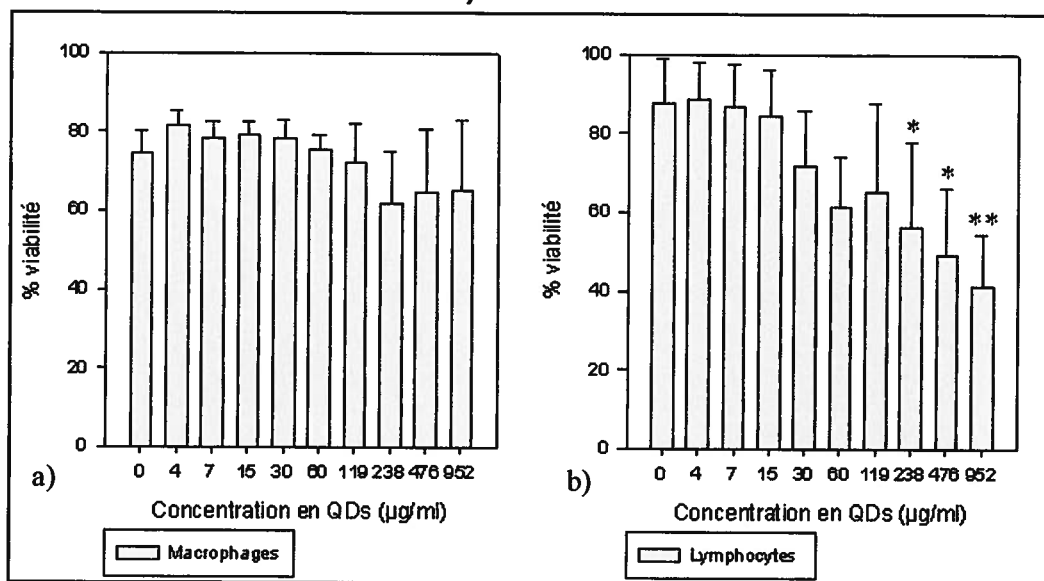 100
80
60
40
20
0
% viabilité
0 4 7 15 30 60 119 238 476 952
a)
Concentration en QDs (µg/ml)
Macrophages
100
80
60
40
20
0
% viabilité
*
*
**
0 4 7 15 30 60 119 238 476 952
b)
Concentration en QDs (µg/ml)
Lymphocytes